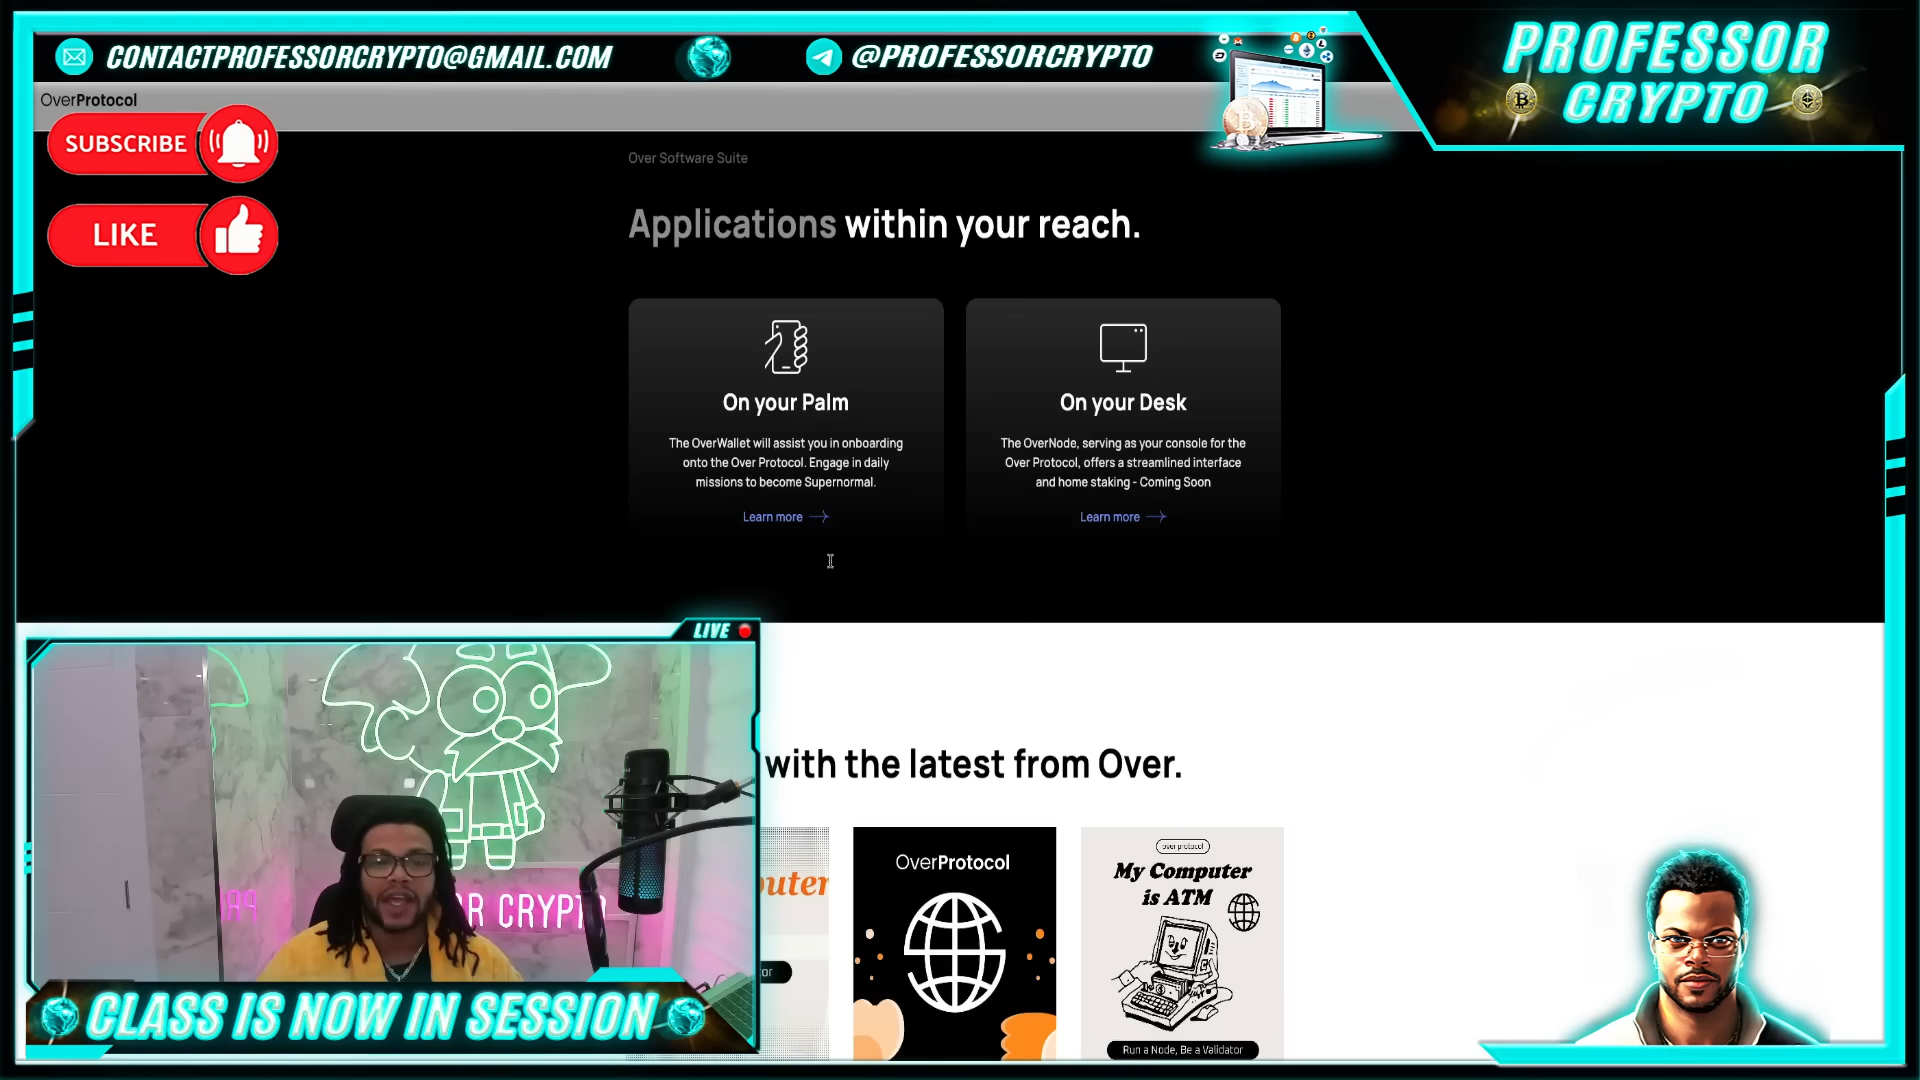 CONTACTPROFESSORCRYPTO@GMAIL.COM
@PROFESSORCRYPTO
PROFESSOR
CRYPTO
OverProtocol
SUBSCRIBE
LIKE
Over Software Suite
Applications within your reach.
On your Palm
The OverWallet will assist you in onboarding
onto the Over Protocol. Engage in daily
missions to become Supernormal.
Learn more
On your Desk
The OverNode, serving as your console for the
Over Protocol, offers a streamlined interface
and home staking - Coming Soon
Learn more
LIVE
with the latest from Over.
R CRYPTO
CLASS IS NOW IN SESSION
OverProtocol
over protocol
My Computer
is ATM
Run a Node, Be a Validator